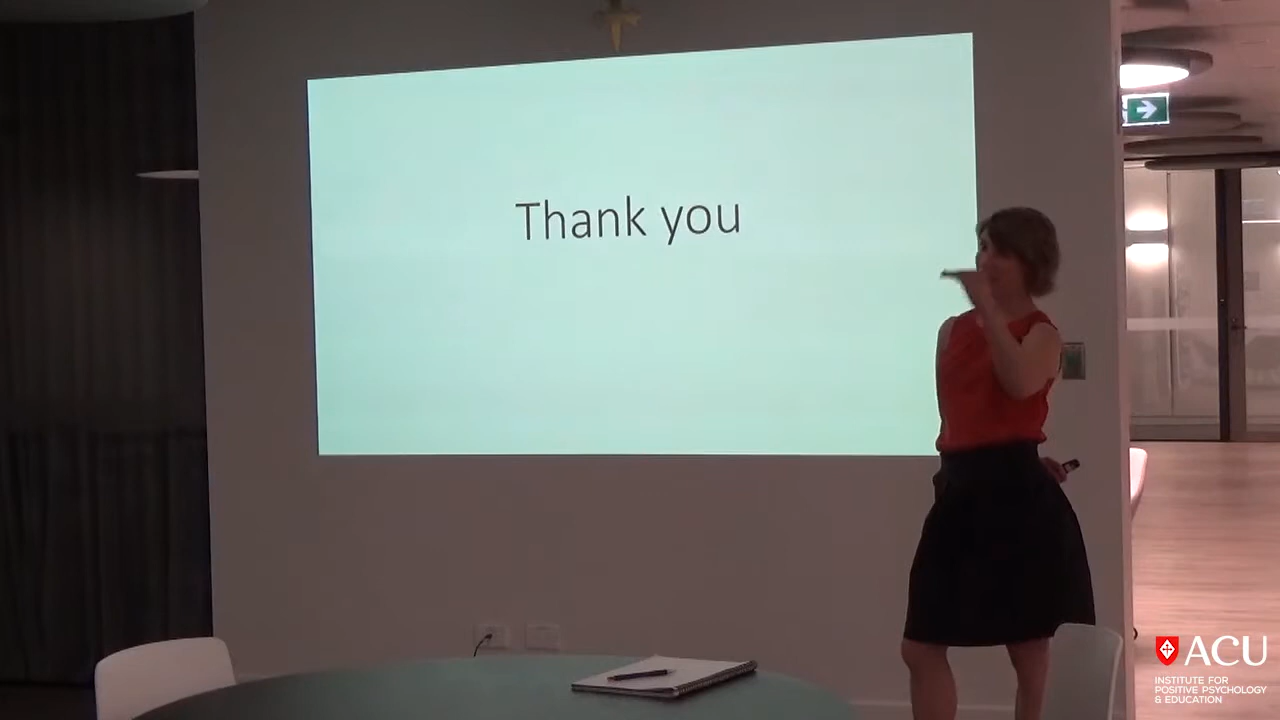 Thank you
ACU
INSTITUTE FOR
POSITIVE PSYCHOLOGY
& EDUCATION